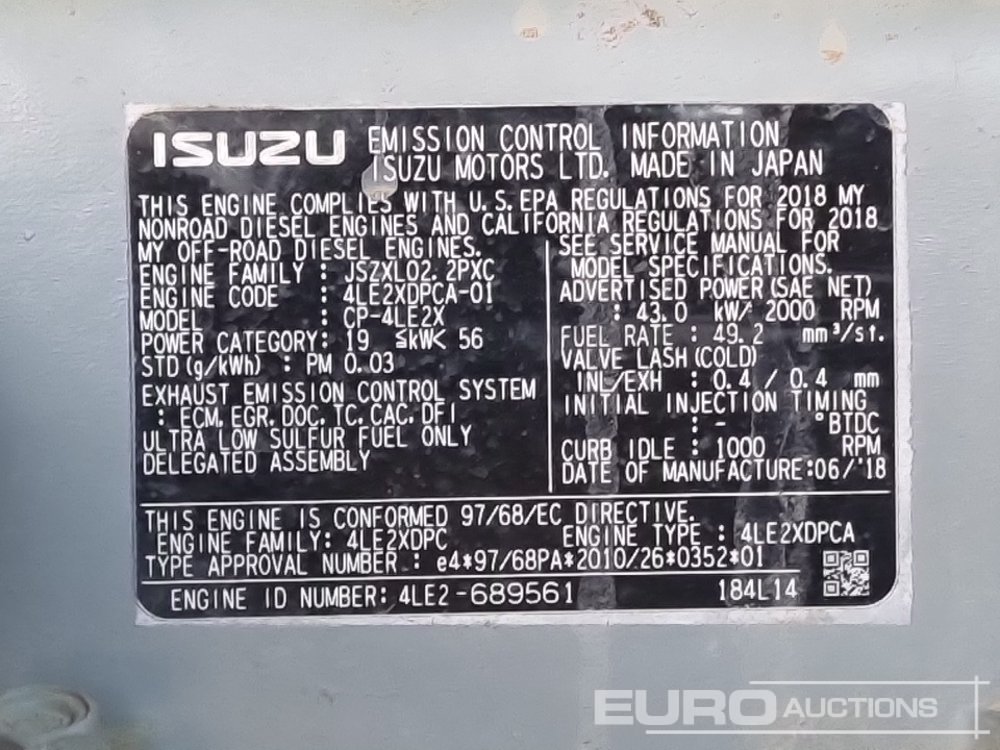 ISUZU EMISSION CONTROL INFORMATION
ISUZU MOTORS LTD. MADE IN JAPAN
THIS ENGINE COMPLIES WITH U.S.EPA REGULATIONS FOR 2018 MY
NONROAD DIESEL ENGINES AND CALIFORNIA REGULATIONS FOR 2018
MY OFF-ROAD DIESEL ENGINES.
ENGINE FAMILY : JSZXL02.2PXC
ENGINE CODE : 4LE2XDPCA-01
MODEL : CP-4LE2X
POWER CATEGORY: 19 ≦kW< 56
STD(g/kWh) : PM 0.03
EXHAUST EMISSION CONTROL SYSTEM
: ECM, EGR, DOC, TC, CAC, DFI
ULTRA LOW SULFUR FUEL ONLY
DELEGATED ASSEMBLY
SEE SERVICE MANUAL FOR
MODEL SPECIFICATIONS.
ADVERTISED POWER(SAE NET)
: 43.0 kW/ 2000 RPM
FUEL RATE : 49.2 mm³/st.
VALVE LASH(COLD)
INL/EXH : 0.4 / 0.4 mm
INITIAL INJECTION TIMING
: - °BTDC
CURB IDLE : 1000 RPM
DATE OF MANUFACTURE:06/'18
THIS ENGINE IS CONFORMED 97/68/EC DIRECTIVE.
ENGINE FAMILY: 4LE2XDPC ENGINE TYPE : 4LE2XDPCA
TYPE APPROVAL NUMBER : e4*97/68PA*2010/26*0352*01
ENGINE ID NUMBER: 4LE2-689561 184L14
EURO AUCTIONS